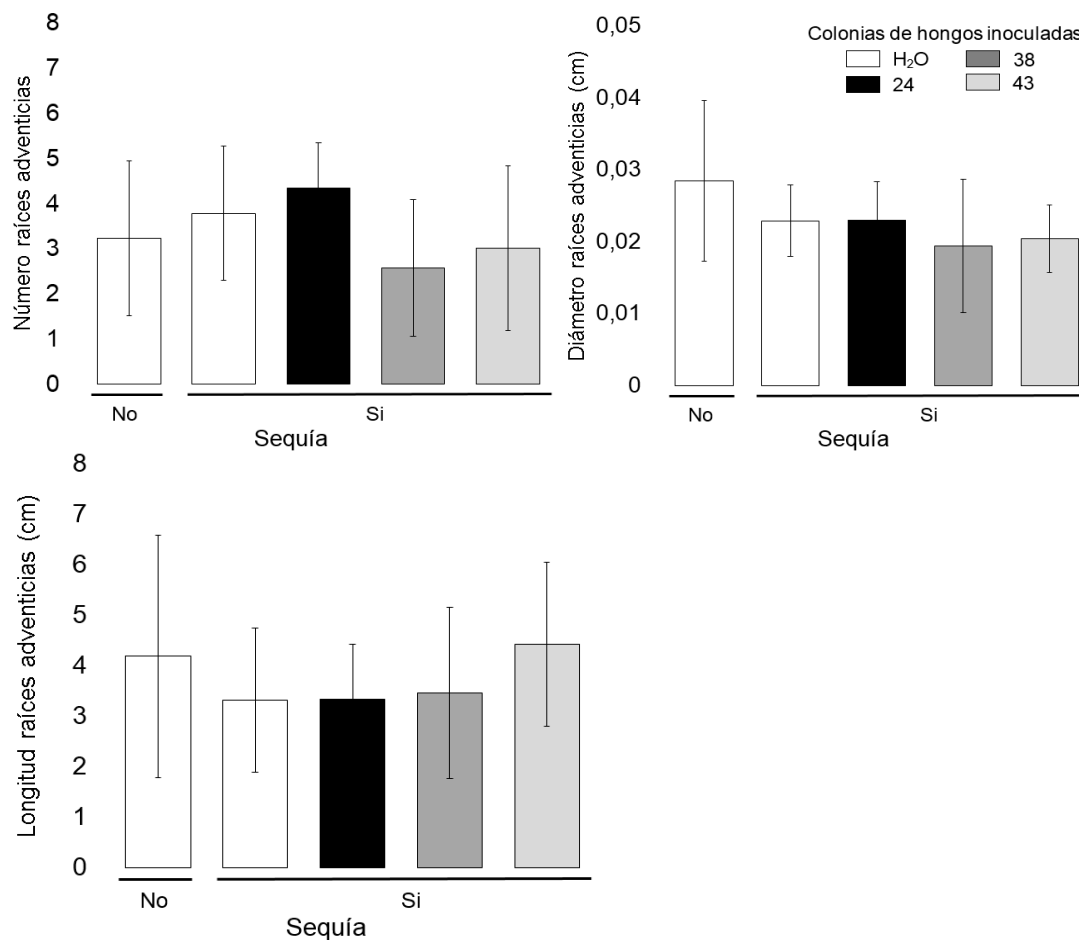 8
7
6
5
4
3
2
1
0
Número raíces adventicias
No
Si
Sequía
0,05
0,04
0,03
0,02
0,01
0
Diámetro raíces adventicias (cm)
Colonias de hongos inoculadas
H₂O
38
24
43
No
Si
Sequía
8
7
6
5
4
3
2
1
0
Longitud raíces adventicias (cm)
No
Si
Sequía